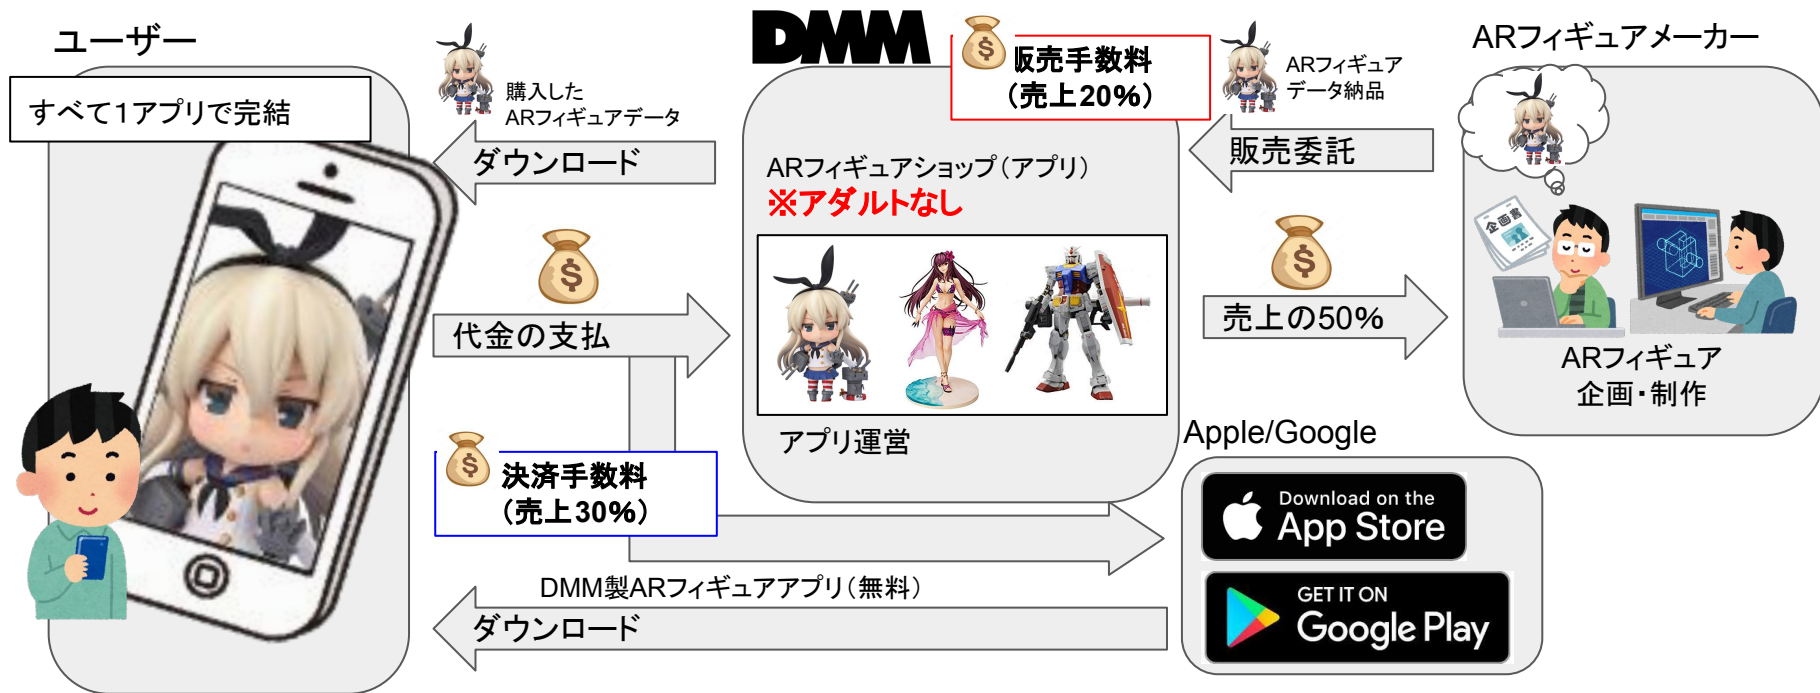 ユーザー
すべて1アプリで完結
購入した
ARフィギュアデータ
ダウンロード
代金の支払
決済手数料
(売上30%)
DMM製ARフィギュアアプリ(無料)
ダウンロード
DMM
販売手数料
(売上20%)
ARフィギュアショップ(アプリ)
※アダルトなし
アプリ運営
ARフィギュア
データ納品
販売委託
売上の50%
ARフィギュアメーカー
企画書
ARフィギュア
企画・制作
Apple/Google
Download on the
App Store
GET IT ON
Google Play